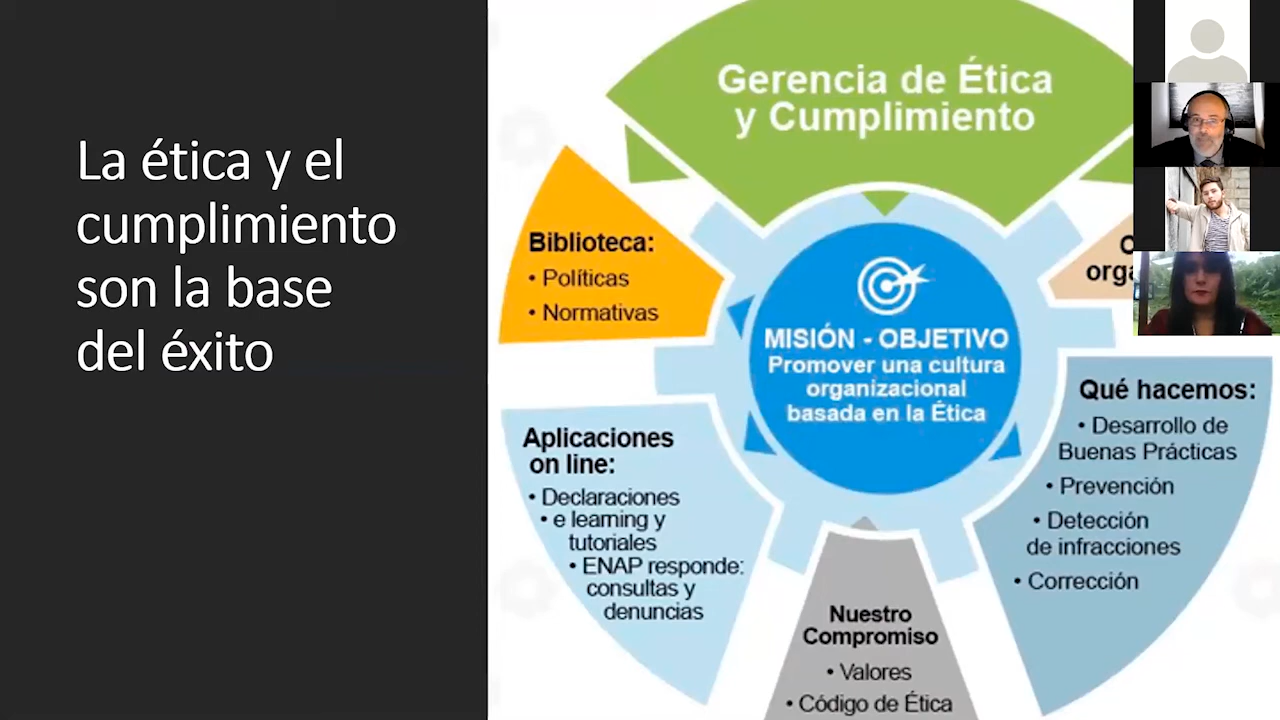 La ética y el
cumplimiento
son la base
del éxito
Gerencia de Ética
y Cumplimiento
Biblioteca:
• Políticas
• Normativas
MISIÓN - OBJETIVO
Promover una cultura
organizacional
basada en la Ética
Qué hacemos:
• Desarrollo de
Buenas Prácticas
• Prevención
• Detección
de infracciones
• Corrección
Aplicaciones
on line:
• Declaraciones
• e learning y
tutoriales
• ENAP responde:
consultas y
denuncias
Nuestro
Compromiso
• Valores
• Código de Ética